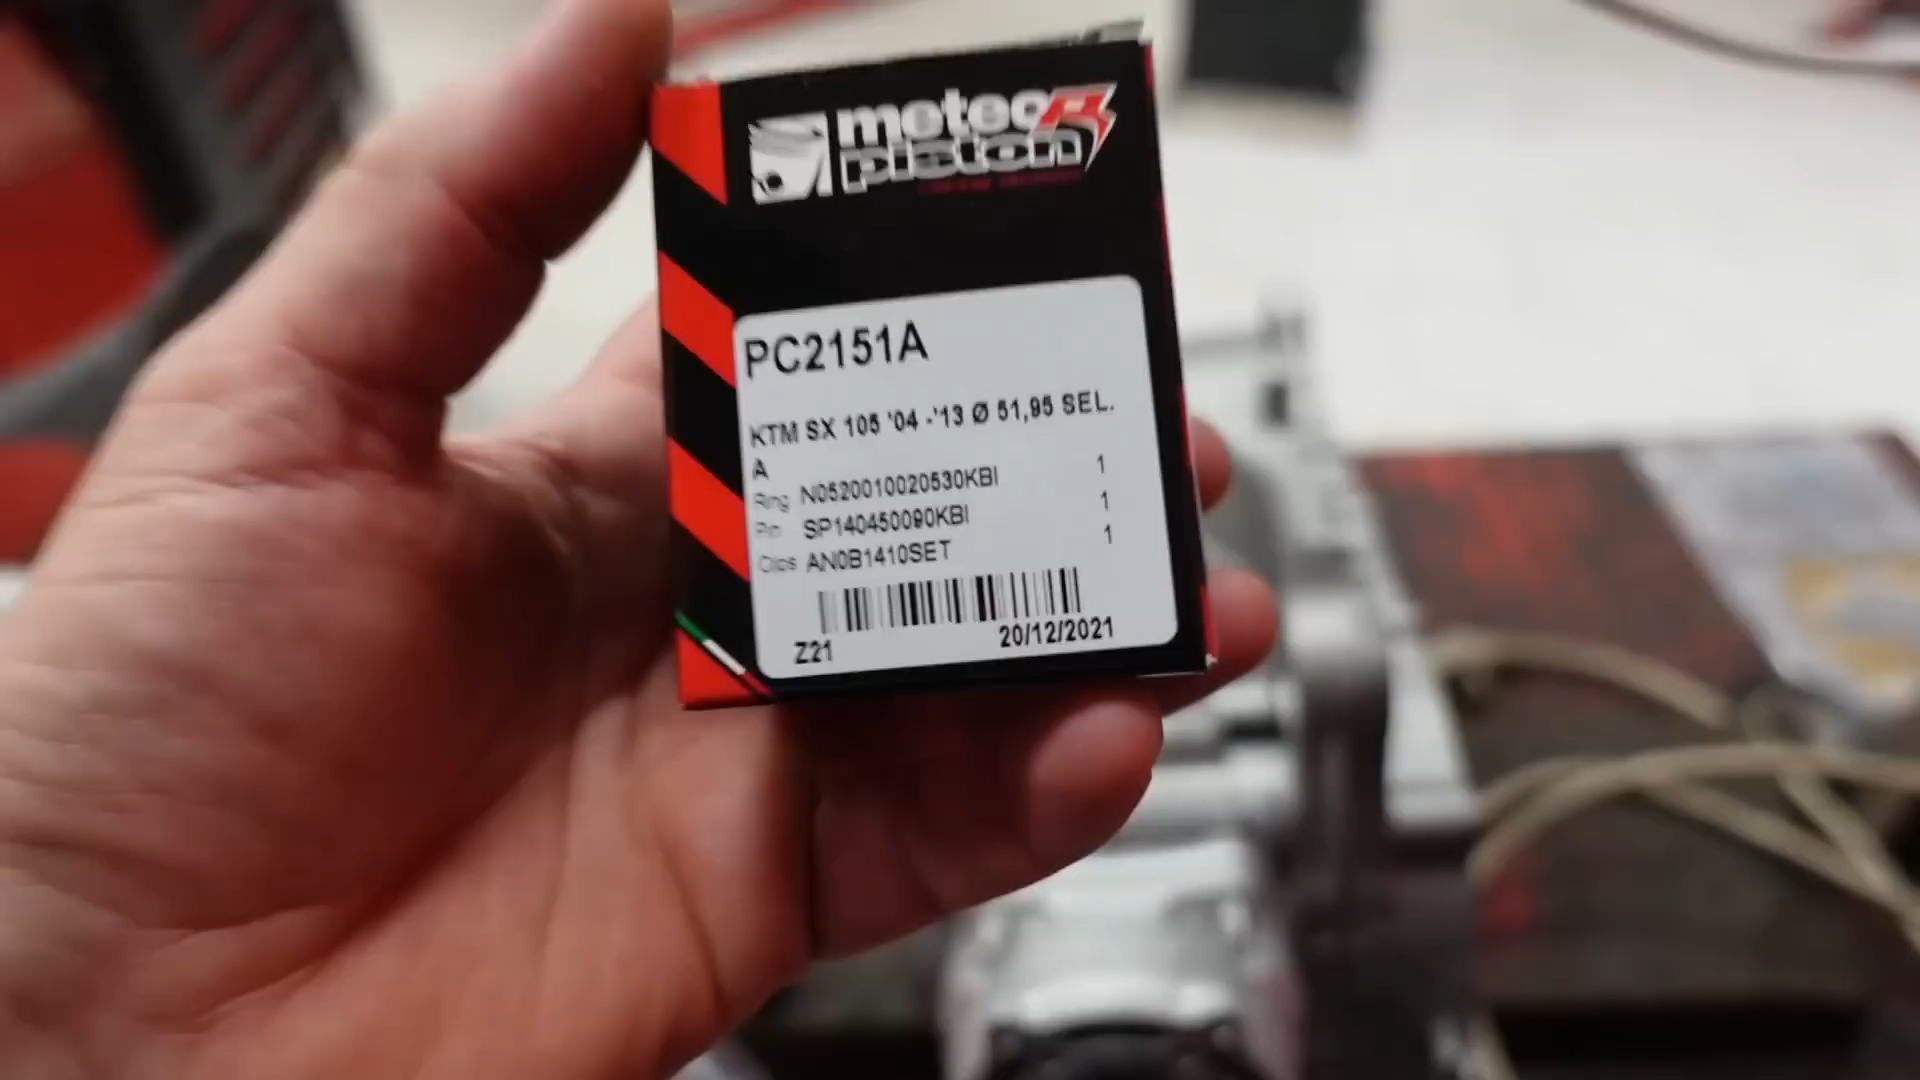 meteoR
piston
PC2151A
KTM SX 105 '04 -'13 Ø 51,95 SEL.
A
Ring N0520010020530KBI 1
Pin SP140450090KBI 1
Clips AN0B1410SET 1
Z21 20/12/2021